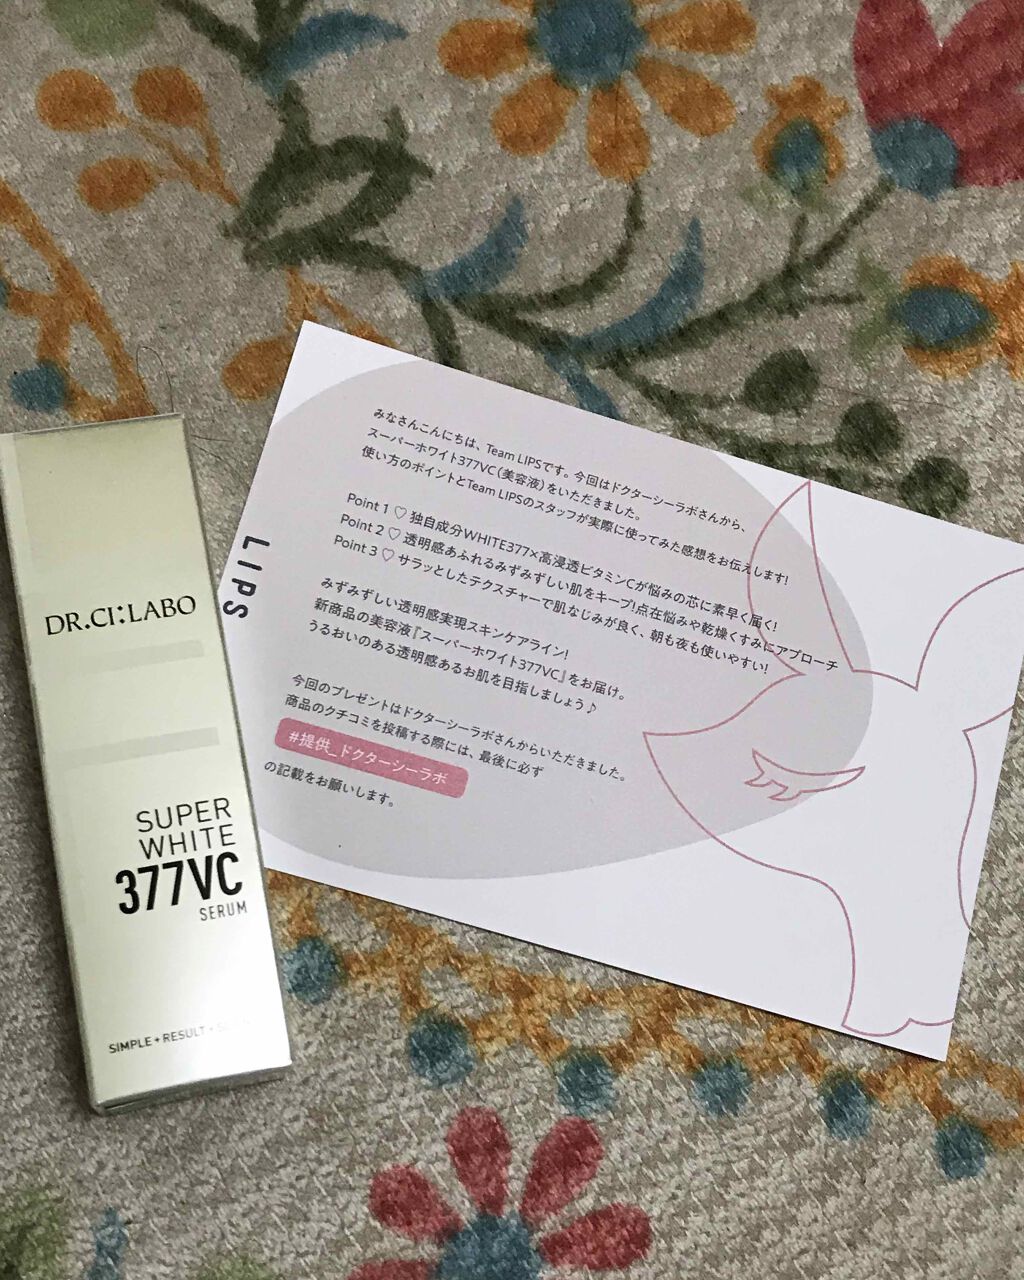 DR.CI:LABO
SUPER
WHITE
377VC
SERUM
SIMPLE+RESULT+
LIPS
みなさんこんにちは、Team LIPSです。今回はドクターシーラボさんから、
スーパーホワイト377VC(美容液)をいただきました。
使い方のポイントとTeam LIPSのスタッフが実際に使ってみた感想をお伝えします!
Point 1 ♡ 独自成分WHITE377×高浸透ビタミンCが悩みの芯に素早く届く!
Point 2 ♡ 透明感あふれるみずみずしい肌をキープ!点在悩みや乾燥くすみにアプローチ
Point 3 ♡ サラッとしたテクスチャーで肌なじみが良く、朝も夜も使いやすい!
みずみずしい透明感実現スキンケアライン!
新商品の美容液『スーパーホワイト377VC』をお届け。
うるおいのある透明感あるお肌を目指しましょう♪
今回のプレゼントはドクターシーラボさんからいただきました。
商品のクチコミを投稿する際には、最後に必ず
#提供_ドクターシーラボ
の記載をお願いします。